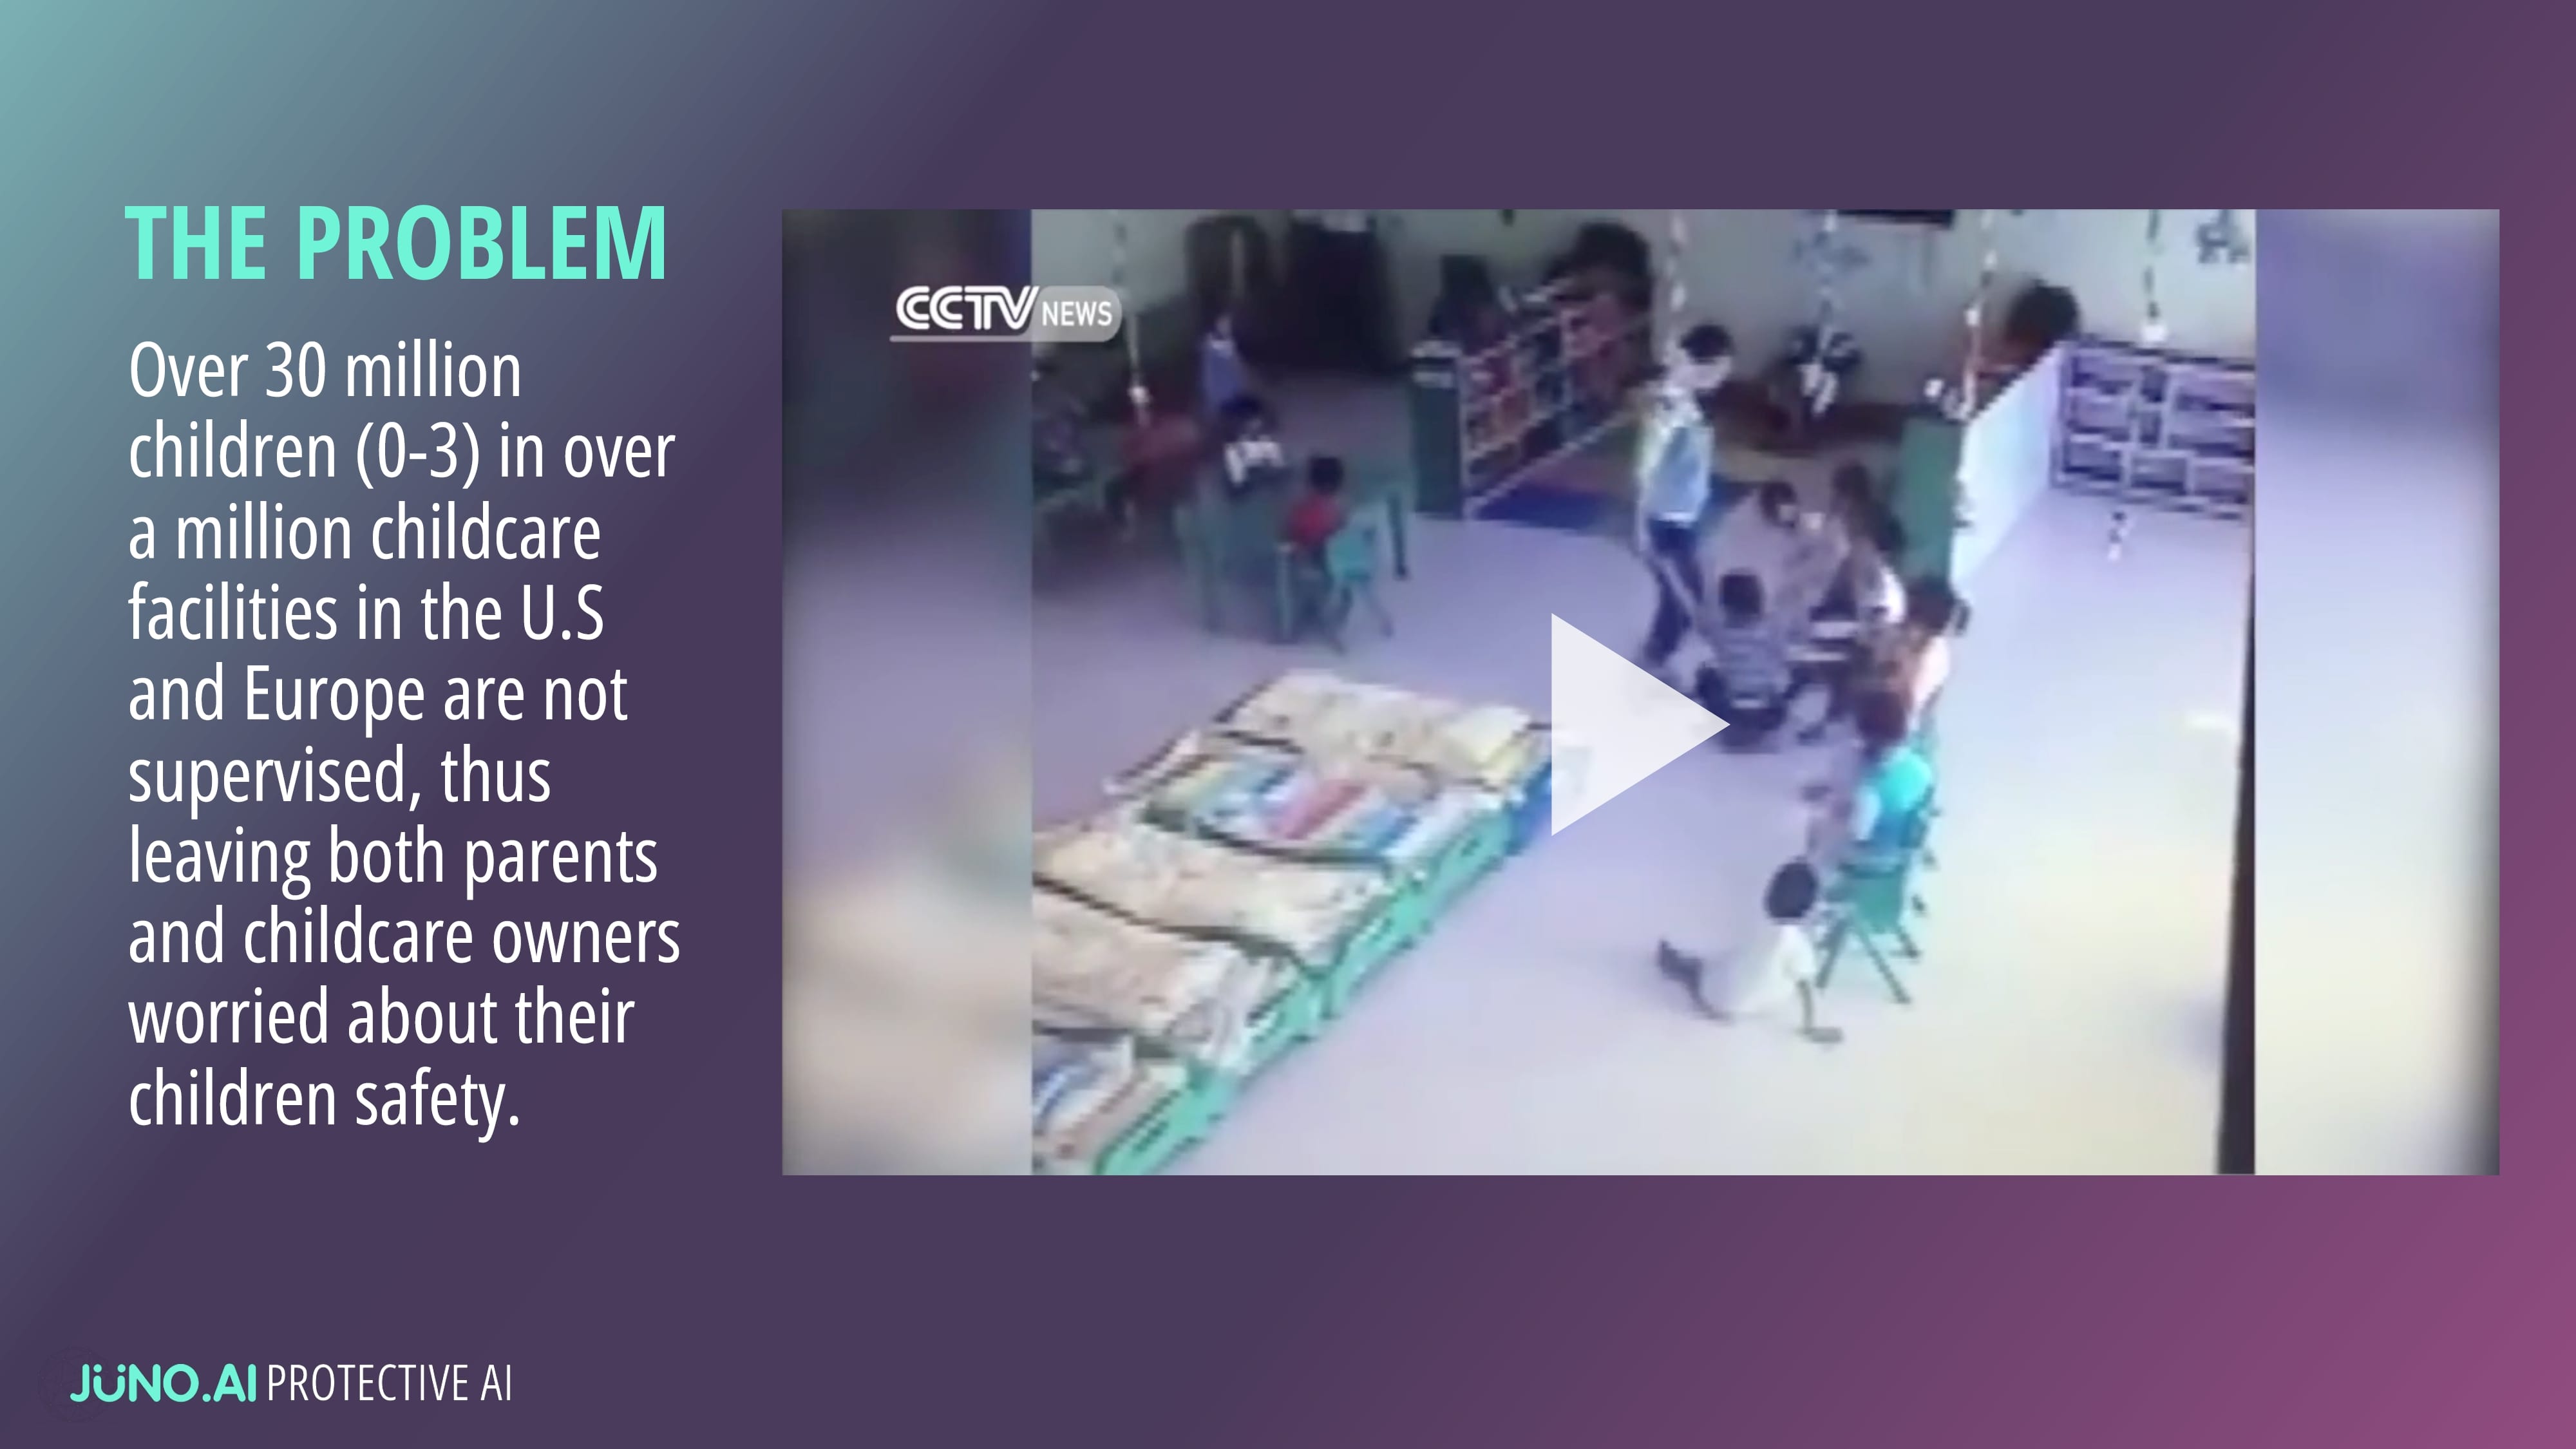 THE PROBLEM
Over 30 million
children (0-3) in over
a million childcare
facilities in the U.S
and Europe are not
supervised, thus
leaving both parents
and childcare owners
worried about their
children safety.
CCTV NEWS
JÜNO.AI PROTECTIVE AI